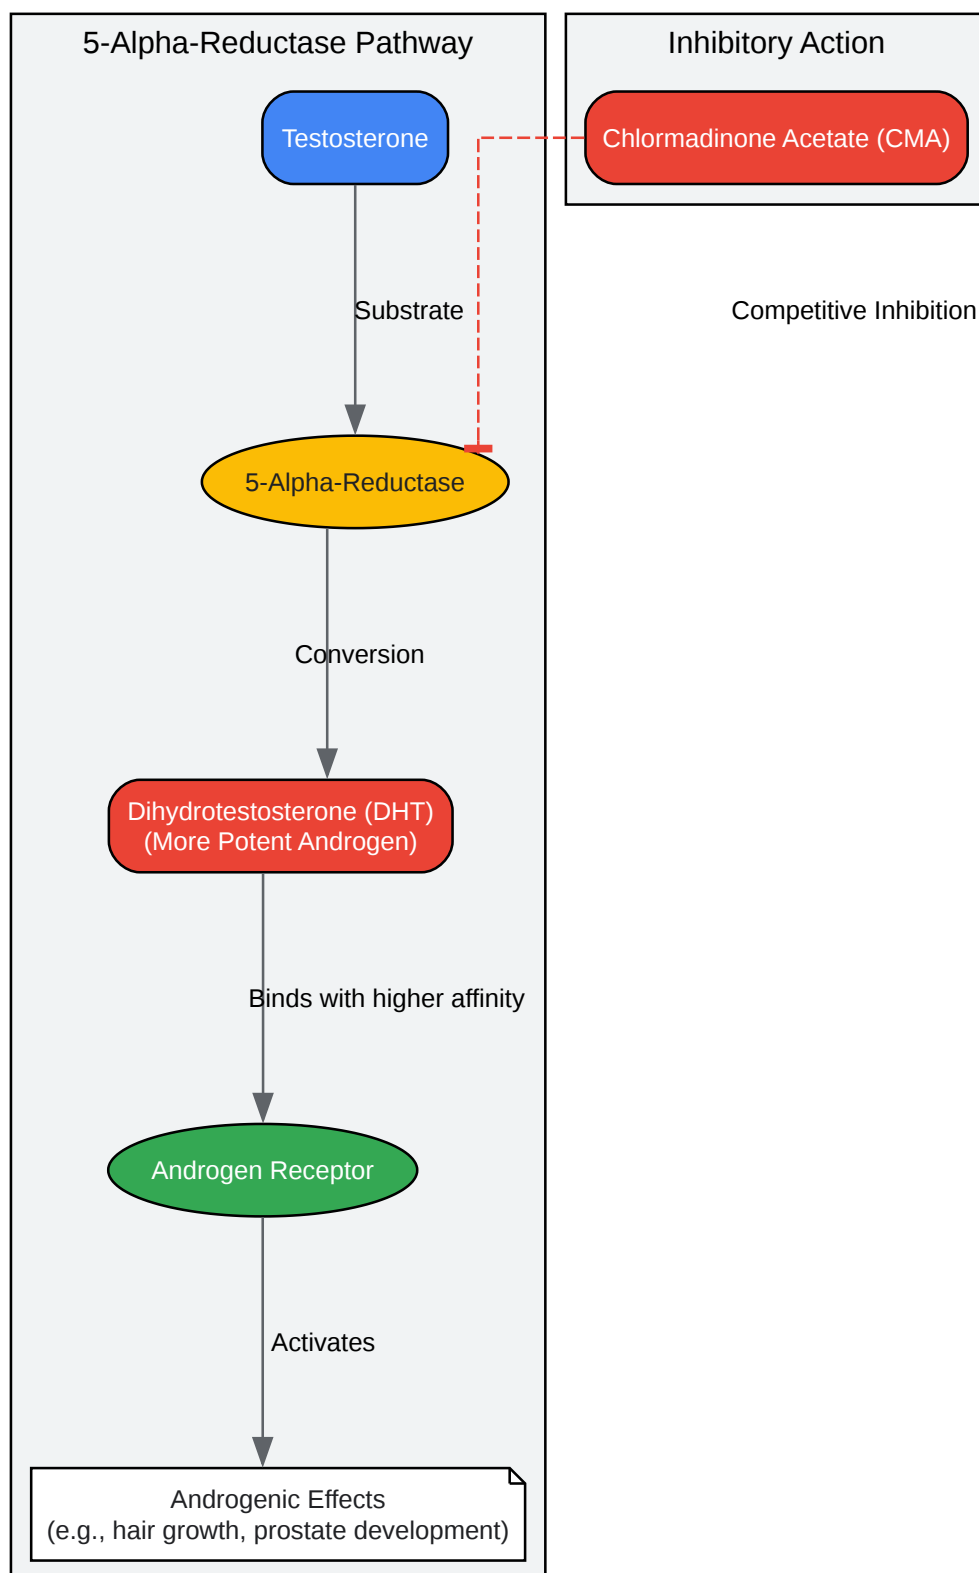 5-Alpha-Reductase Pathway
Inhibitory Action
Testosterone
Chlormadinone Acetate (CMA)
Substrate
Competitive Inhibition
5-Alpha-Reductase
Conversion
Dihydrotestosterone (DHT)
(More Potent Androgen)
Binds with higher affinity
Androgen Receptor
Activates
Androgenic Effects
(e.g., hair growth, prostate development)